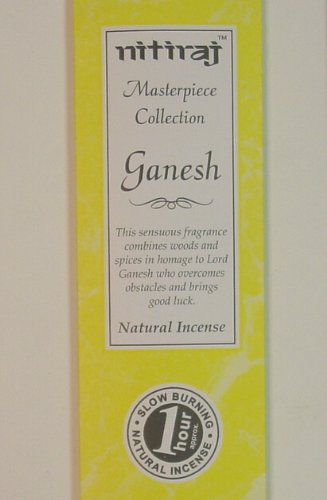 nitiraj™
Masterpiece
Collection
Ganesh
This sensuous fragrance
combines woods and
spices in homage to Lord
Ganesh who overcomes
obstacles and brings
good luck.
Natural Incense
• SLOW BURNING •
1 hour approx.
NATURAL INCENSE